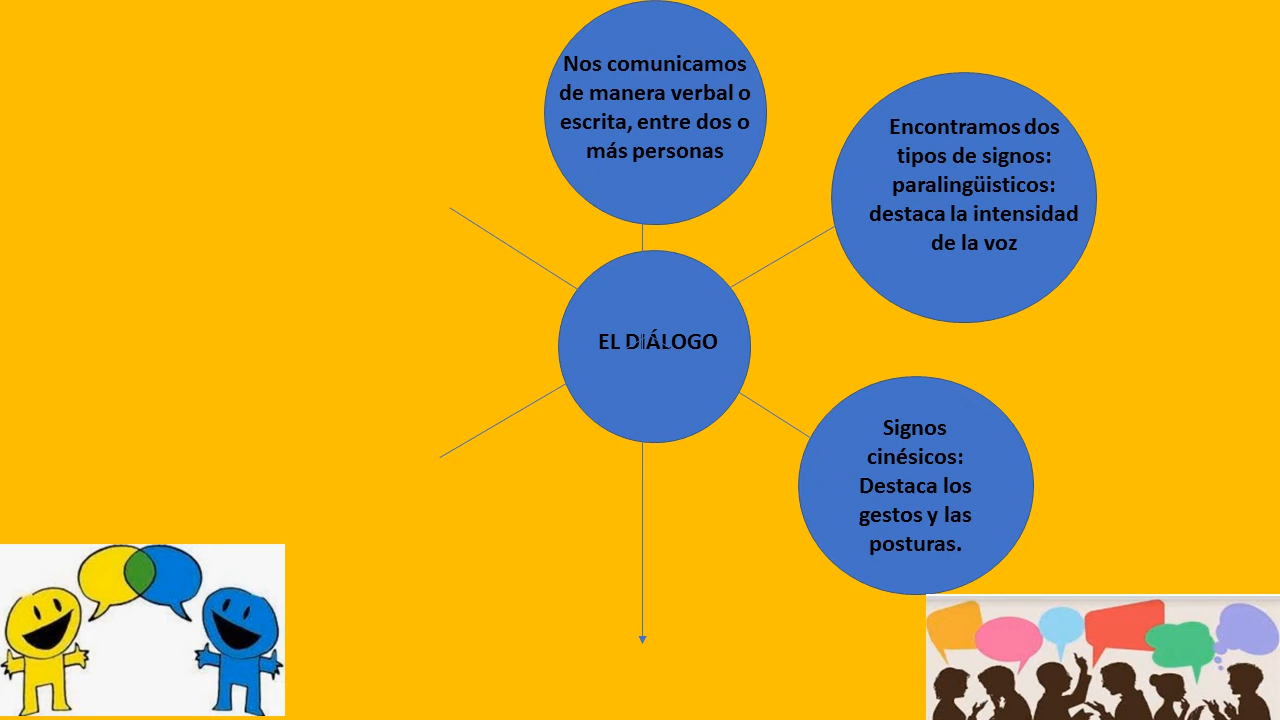 Nos comunicamos
de manera verbal o
escrita, entre dos o
más personas
Encontramos dos
tipos de signos:
paralingüisticos:
destaca la intensidad
de la voz
EL DIÁLOGO
Signos
cinésicos:
Destaca los
gestos y las
posturas.